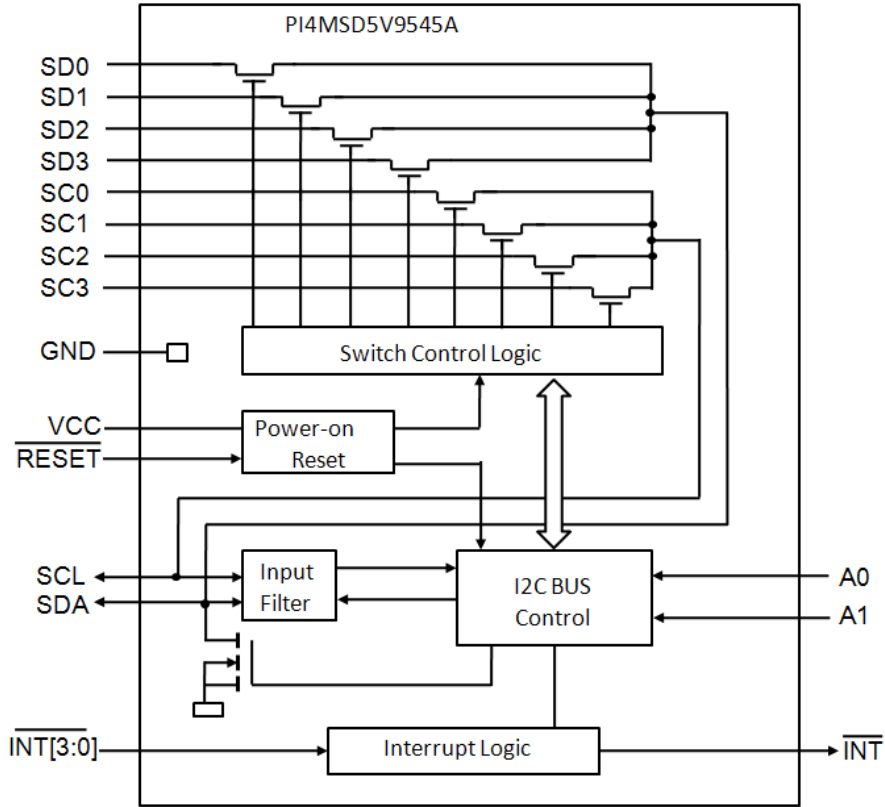 PI4MSD5V9545A
SD0
SD1
SD2
SD3
SC0
SC1
SC2
SC3
GND
Switch Control Logic
VCC
RESET
Power-on
Reset
SCL
SDA
Input
Filter
I2C BUS
Control
A0
A1
INT[3:0]
Interrupt Logic
INT